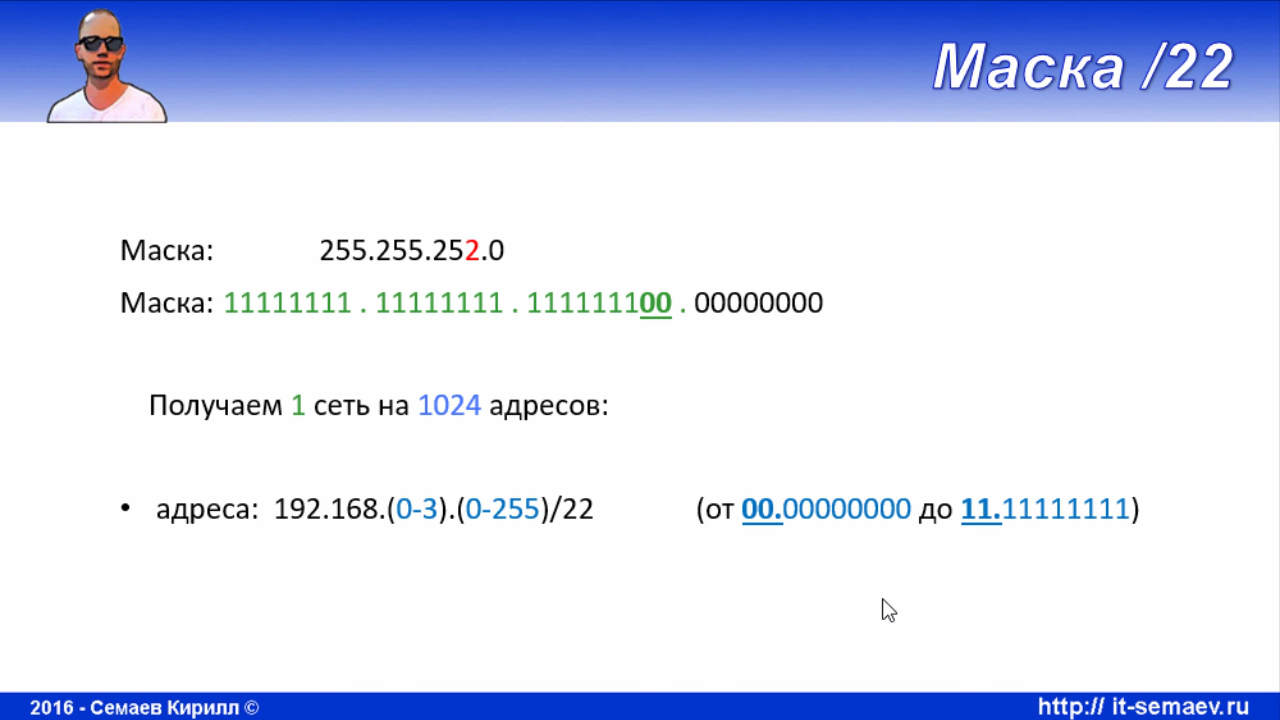 Маска /22
Маска: 255.255.252.0
Маска: 11111111 . 11111111 . 111111100 . 00000000
Получаем 1 сеть на 1024 адресов:
• адреса: 192.168.(0-3).(0-255)/22 (от 00.00000000 до 11.11111111)
2016 - Семаев Кирилл © http:// it-semaev.ru